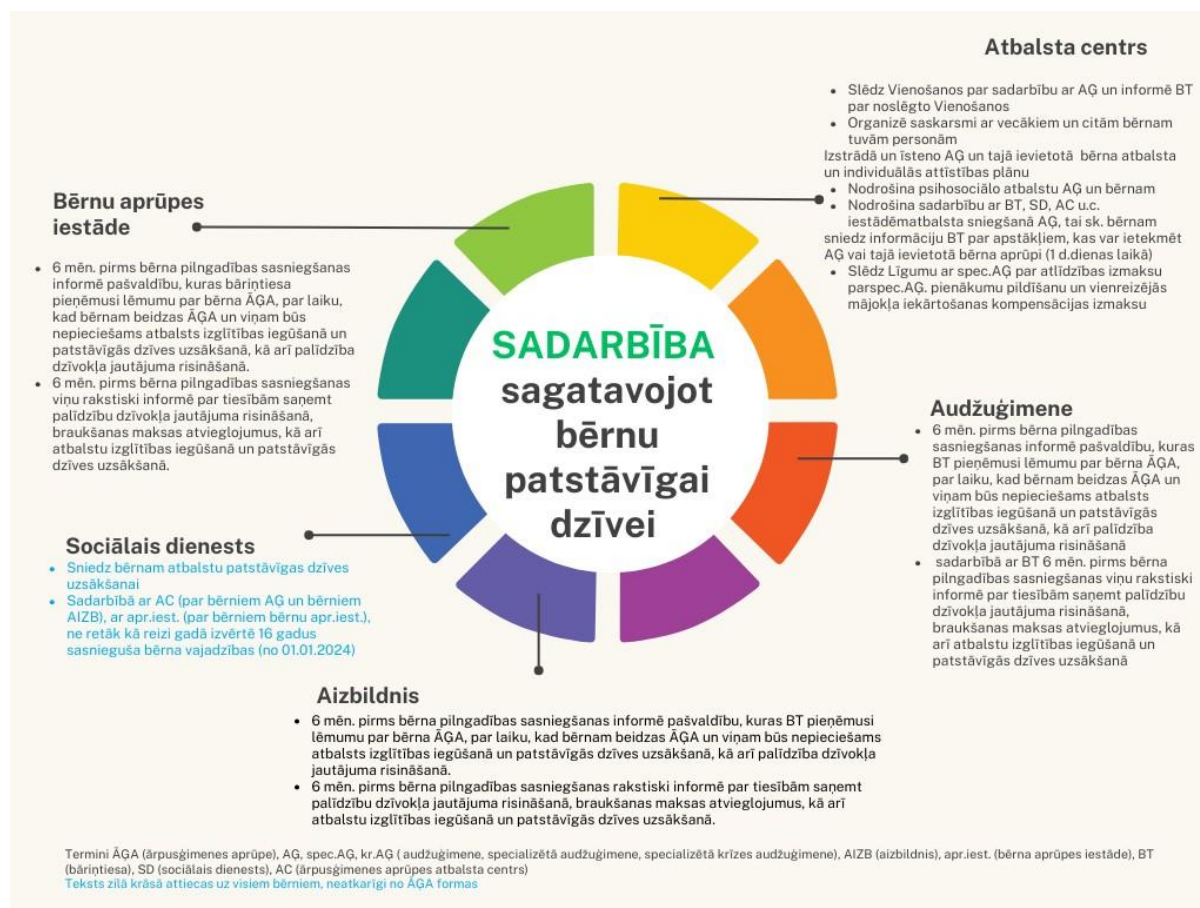 Atbalsta centrs
• Slēdz Vienošanos par sadarbību ar AĢ un informē BT
par noslēgto Vienošanos
• Organizē saskarsmi ar vecākiem un citām bērnam
tuvām personām
Izstrādā un īsteno AĢ un tajā ievietotā bērna atbalsta
un individuālās attīstības plānu
• Nodrošina psihosociālo atbalstu AĢ un bērnam
• Nodrošina sadarbību ar BT, SD, AC u.c.
iestādēmatbalsta sniegšanā AĢ, tai sk. bērnam
sniedz informāciju BT par apstākļiem, kas var ietekmēt
AĢ vai tajā ievietotā bērna aprūpi (1 d.dienas laikā)
• Slēdz Līgumu ar spec.AĢ par atlīdzības izmaksu
parspec.AĢ. pienākumu pildīšanu un vienreizējās
mājokļa iekārtošanas kompensācijas izmaksu
Bērnu aprūpes
iestāde
• 6 mēn. pirms bērna pilngadības sasniegšanas
informē pašvaldību, kuras bāriņtiesa
pieņēmusi lēmumu par bērna ĀĢA, par laiku,
kad bērnam beidzas ĀĢA un viņam būs
nepieciešams atbalsts izglītības iegūšanā un
patstāvīgās dzīves uzsākšanā, kā arī palīdzība
dzīvokļa jautājuma risināšanā.
• 6 mēn. pirms bērna pilngadības sasniegšanas
viņu rakstiski informē par tiesībām saņemt
palīdzību dzīvokļa jautājuma risināšanā,
braukšanas maksas atvieglojumus, kā arī
atbalstu izglītības iegūšanā un patstāvīgās
dzīves uzsākšanā.
SADARBĪBA
sagatavojot
bērnu
patstāvīgai
dzīvei
Audžuģimene
• 6 mēn. pirms bērna pilngadības
sasniegšanas informē pašvaldību, kuras
BT pieņēmusi lēmumu par bērna ĀĢA,
par laiku, kad bērnam beidzas ĀĢA un
viņam būs nepieciešams atbalsts
izglītības iegūšanā un patstāvīgās
dzīves uzsākšanā, kā arī palīdzība
dzīvokļa jautājuma risināšanā
• sadarbībā ar BT 6 mēn. pirms bērna
pilngadības sasniegšanas viņu rakstiski
informē par tiesībām saņemt palīdzību
dzīvokļa jautājuma risināšanā,
braukšanas maksas atvieglojumus, kā
arī atbalstu izglītības iegūšanā un
patstāvīgās dzīves uzsākšanā
Sociālais dienests
• Sniedz bērnam atbalstu patstāvīgas dzīves
uzsākšanai
• Sadarbībā ar AC (par bērniem AĢ un bērniem
AIZB), ar apr.iest. (par bērniem bērnu apr.iest.),
ne retāk kā reizi gadā izvērtē 16 gadus
sasnieguša bērna vajadzības (no 01.01.2024)
Aizbildnis
• 6 mēn. pirms bērna pilngadības sasniegšanas informē pašvaldību, kuras BT pieņēmusi
lēmumu par bērna ĀĢA, par laiku, kad bērnam beidzas ĀĢA un viņam būs nepieciešams
atbalsts izglītības iegūšanā un patstāvīgās dzīves uzsākšanā, kā arī palīdzība dzīvokļa
jautājuma risināšanā.
• 6 mēn. pirms bērna pilngadības sasniegšanas rakstiski informē par tiesībām saņemt
palīdzību dzīvokļa jautājuma risināšanā, braukšanas maksas atvieglojumus, kā arī
atbalstu izglītības iegūšanā un patstāvīgās dzīves uzsākšanā.
Termini ĀĢA (ārpusģimenes aprūpe), AG, spec.AĢ, kr.AĢ ( audžuģimene, specializētā audžuģimene, specializētā krīzes audžuģimene), AIZB (aizbildnis), apr.iest. (bērna aprūpes iestāde), BT
(bāriņtiesa), SD (sociālais dienests), AC (ārpusģimenes aprūpes atbalsta centrs)
Teksts zilā krāsā attiecas uz visiem bērniem, neatkarīgi no ĀĢA formas